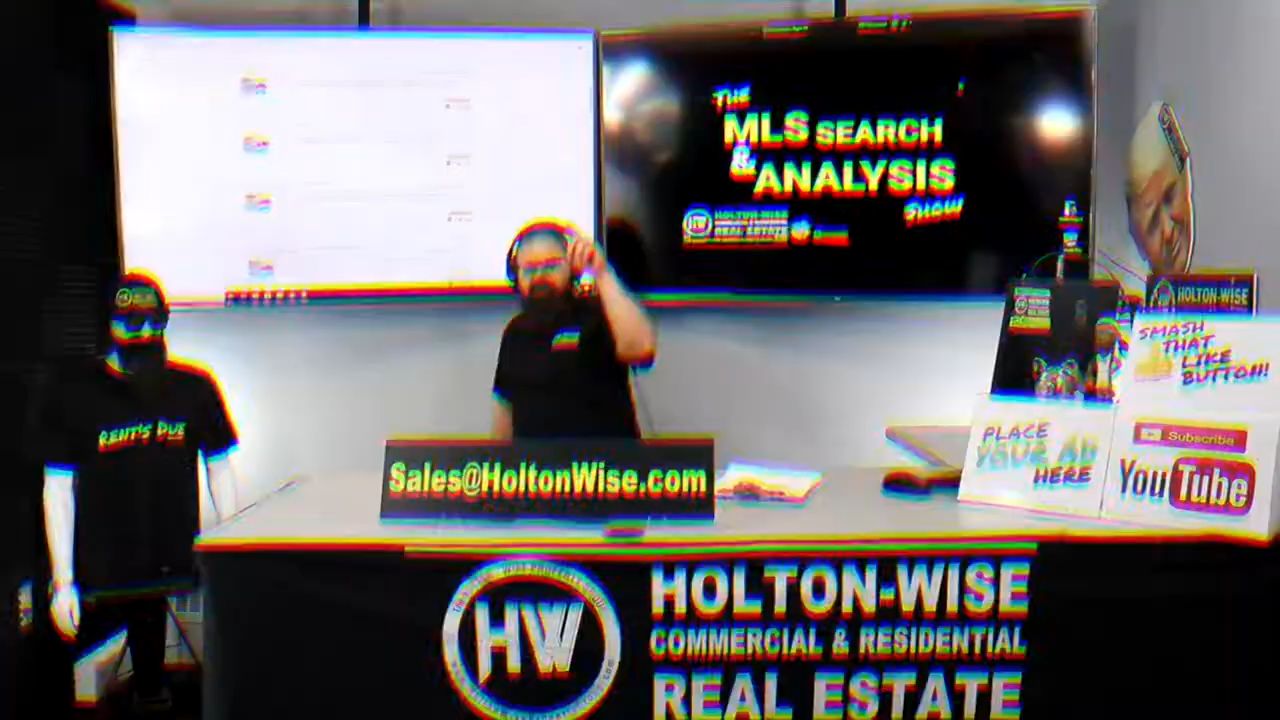 THE
MLS SEARCH
& ANALYSIS
SHOW
HW
HOLTON-WISE
REAL ESTATE
HOLTON-WISE
SMASH
THAT
LIKE
BUTTON!
RENT'S DUE
PLACE
YOUR AD
HERE
Subscribe
YouTube
Sales@HoltonWise.com
HW
HOLTON-WISE
COMMERCIAL & RESIDENTIAL
REAL ESTATE